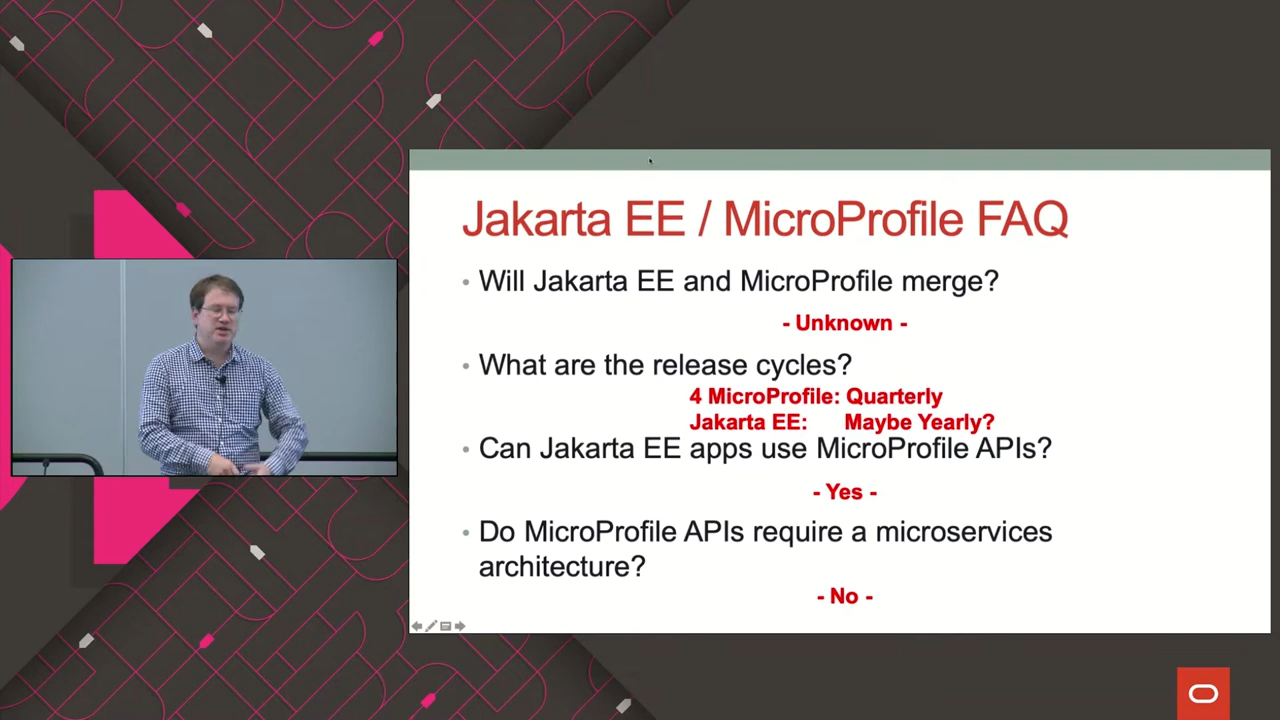 Jakarta EE / MicroProfile FAQ
• Will Jakarta EE and MicroProfile merge?
- Unknown -
• What are the release cycles?
4 MicroProfile: Quarterly
Jakarta EE: Maybe Yearly?
• Can Jakarta EE apps use MicroProfile APIs?
- Yes -
• Do MicroProfile APIs require a microservices
architecture?
- No -